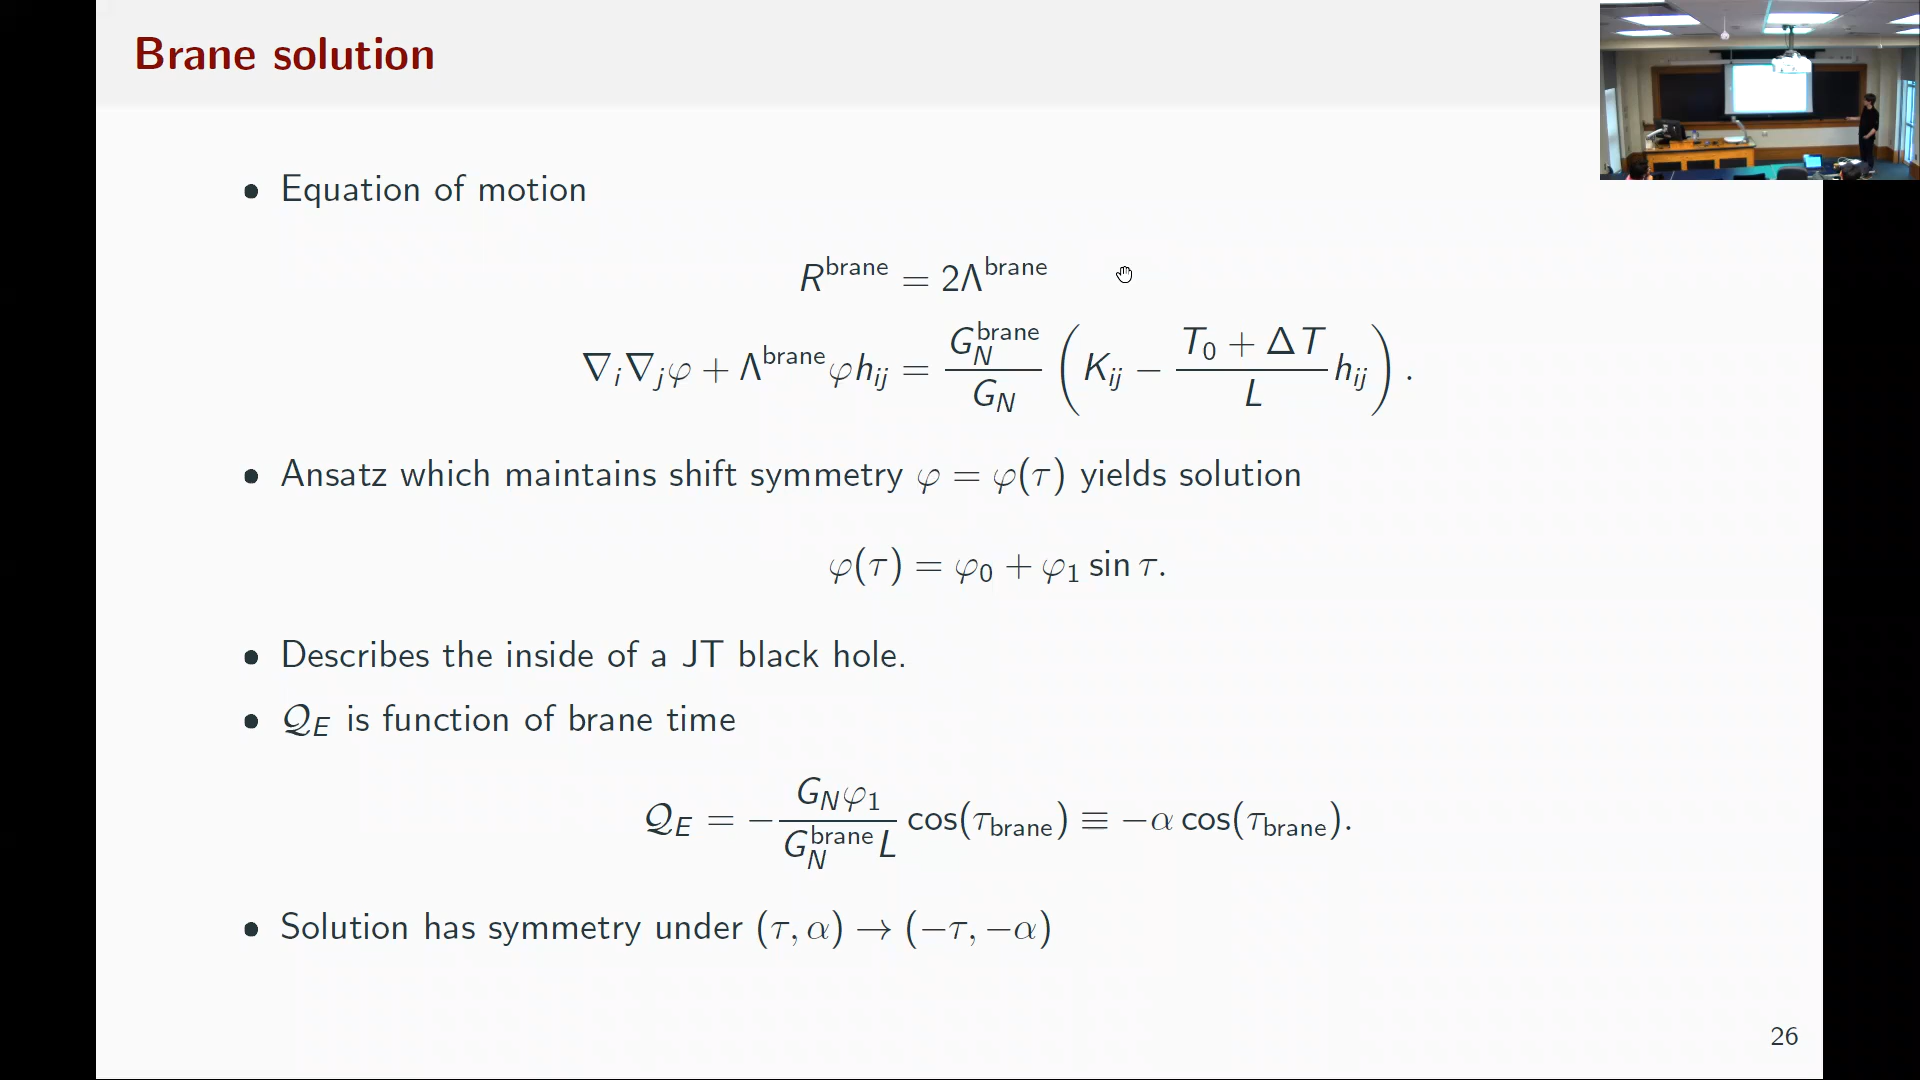 Brane solution
• Equation of motion
R^brane = 2Λ^brane
∇_i∇_jφ + Λ^brane φh_ij = G_N^brane / G_N (K_ij − (T_0 + ΔT) / L h_ij).
• Ansatz which maintains shift symmetry φ = φ(τ) yields solution
φ(τ) = φ_0 + φ_1 sin τ.
• Describes the inside of a JT black hole.
• 𝒬_E is function of brane time
𝒬_E = − G_Nφ_1 / G_N^brane L cos(τ_brane) ≡ −α cos(τ_brane).
• Solution has symmetry under (τ, α) → (−τ, −α)
26